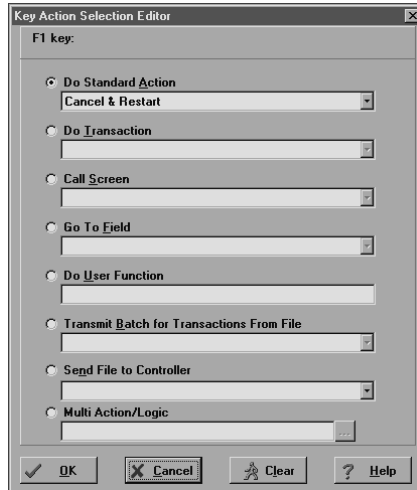 Key Action Selection Editor
F1 key:
Do Standard Action
Cancel & Restart
Do Transaction
Call Screen
Go To Field
Do User Function
Transmit Batch for Transactions From File
Send File to Controller
Multi Action/Logic
...
OK Cancel Clear Help